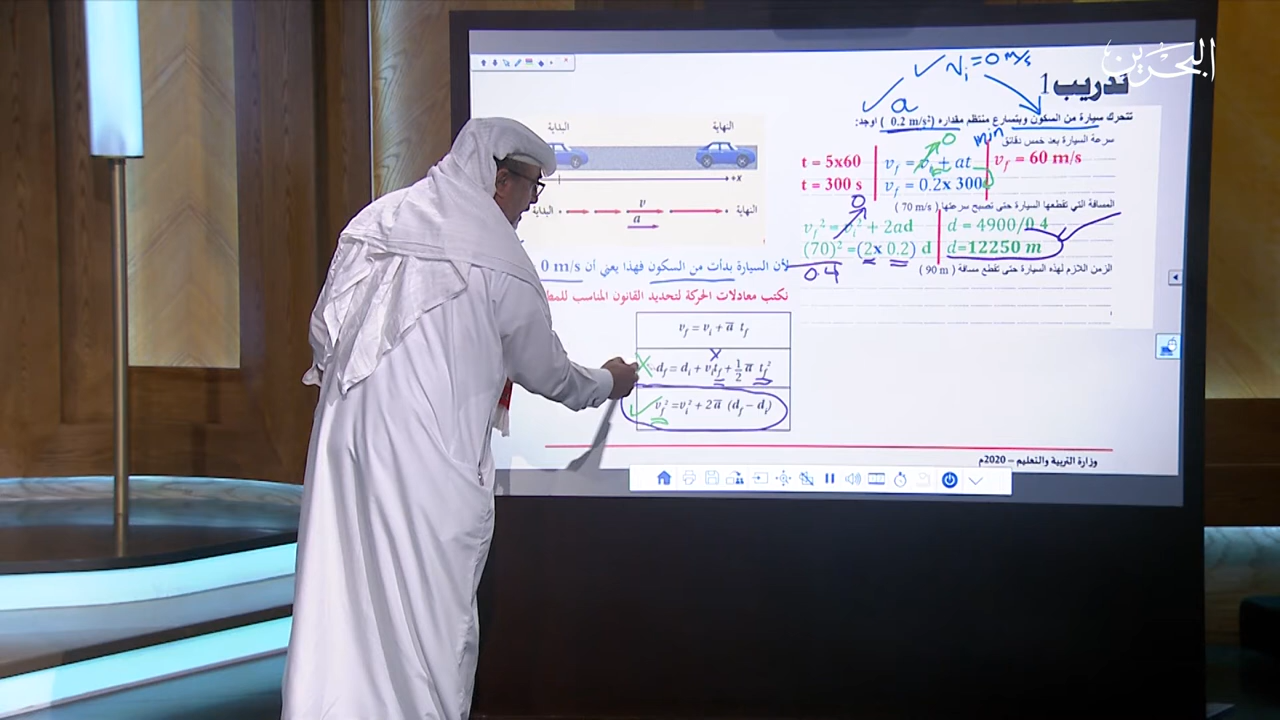 البحرين
تدريب 1
✓ Vi = 0 m/s
✓ a
تتحرك سيارة من السكون وبتسارع منتظم مقداره (0.2 m/s²) أوجد:
0 min
سرعة السيارة بعد خمس دقائق
t = 5x60
vf = vi + at
vf = 60 m/s
t = 300 s
vf = 0.2x 300
المسافة التي تقطعها السيارة حتى تصبح سرعتها (70 m/s)
0
vf² = vi² + 2ad
d = 4900/0.4
(70)² =(2x 0.2) d
d=12250 m
0.4
الزمن اللازم لهذه السيارة حتى تقطع مسافة (90 m)
البداية
النهاية
+x
البداية
v
النهاية
a
لأن السيارة بدأت من السكون فهذا يعني أن 0 m/s
نكتب معادلات الحركة لتحديد القانون المناسب
vf = vi + a tf
x
x df = di + vitf + 1/2 a tf²
✓ vf² =vi² + 2a (df – di)
وزارة التربية والتعليم – 2020م